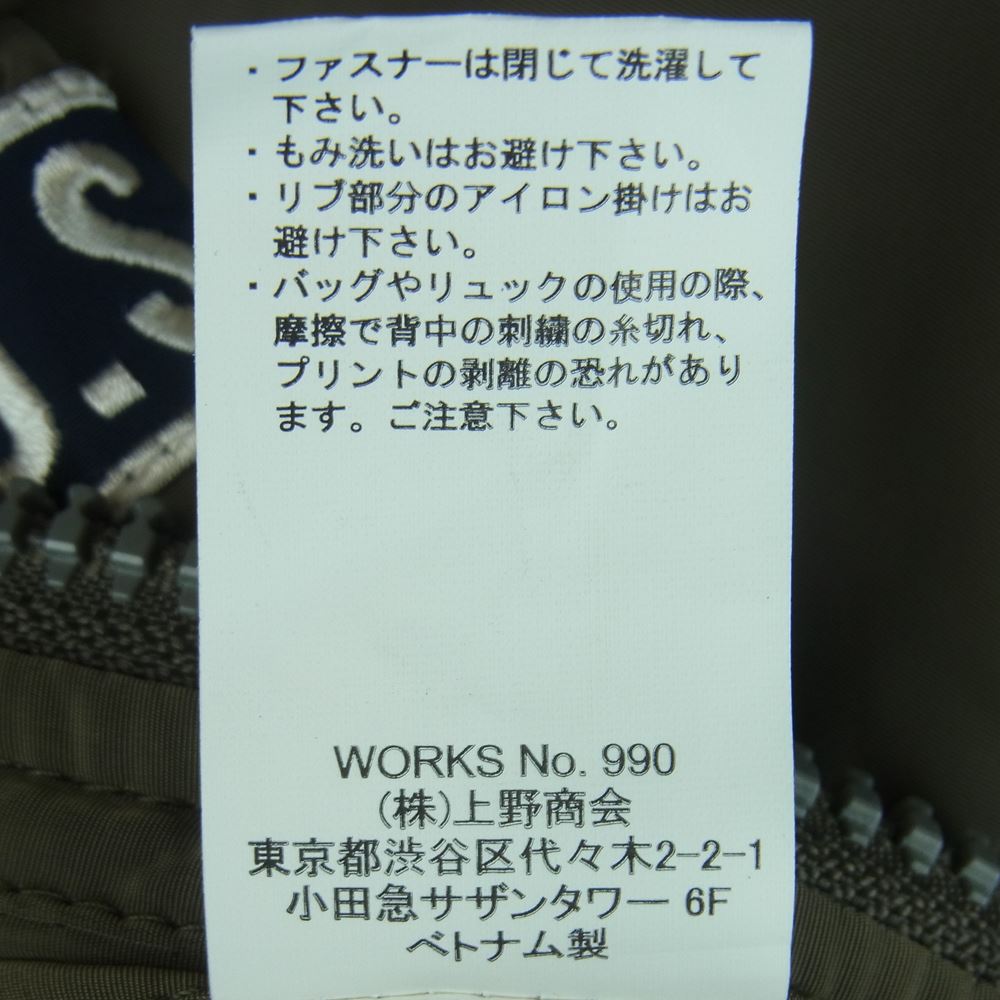 ・ファスナーは閉じて洗濯して
下さい。
・もみ洗いはお避け下さい。
・リブ部分のアイロン掛けはお
避け下さい。
・バッグやリュックの使用の際、
摩擦で背中の刺繍の糸切れ、
プリントの剥離の恐れがあり
ます。ご注意下さい。
WORKS No. 990
(株)上野商会
東京都渋谷区代々木2-2-1
小田急サザンタワー 6F
ベトナム製